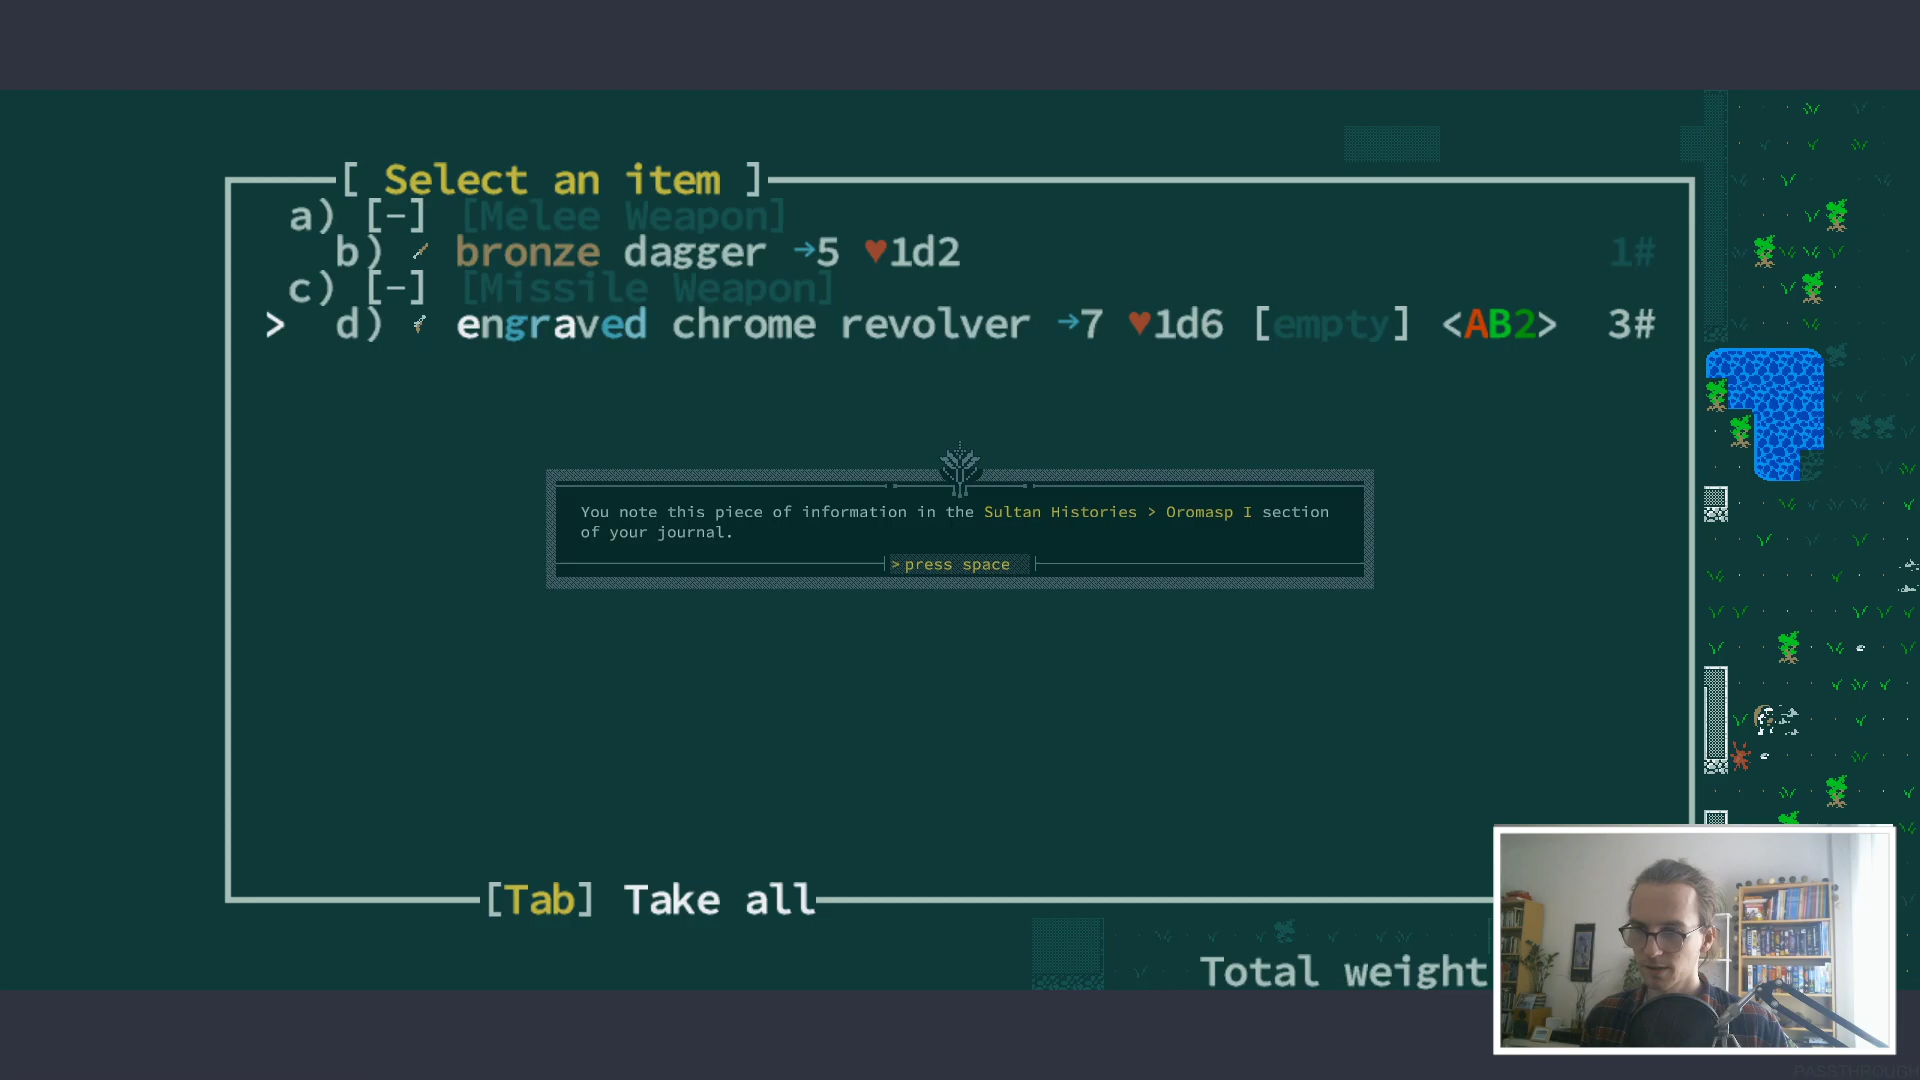 [ Select an item ]
a) [-] [Melee Weapon]
b) bronze dagger →5 ♥1d2 1#
c) [-] [Missile Weapon]
> d) engraved chrome revolver →7 ♥1d6 [empty] <AB2> 3#
You note this piece of information in the Sultan Histories > Oromasp I section
of your journal.
> press space
[Tab] Take all
Total weight
PASSTHROUGH